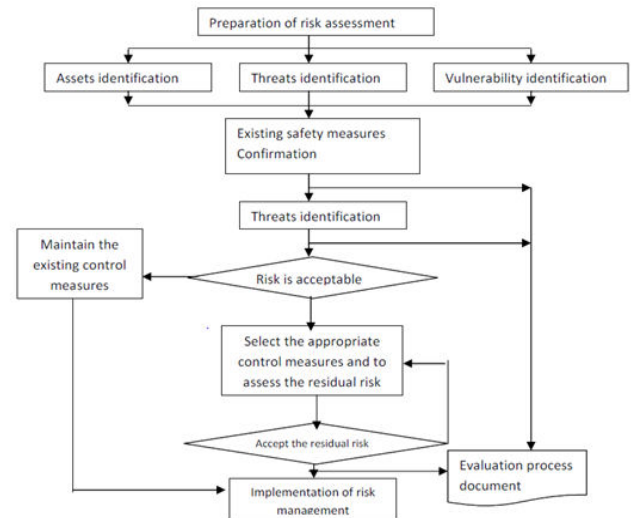 Preparation of risk assessment
Assets identification
Threats identification
Vulnerability identification
Existing safety measures
Confirmation
Threats identification
Maintain the
existing control
measures
Risk is acceptable
Select the appropriate
control measures and to
assess the residual risk
Accept the residual risk
Evaluation process
document
Implementation of risk
management